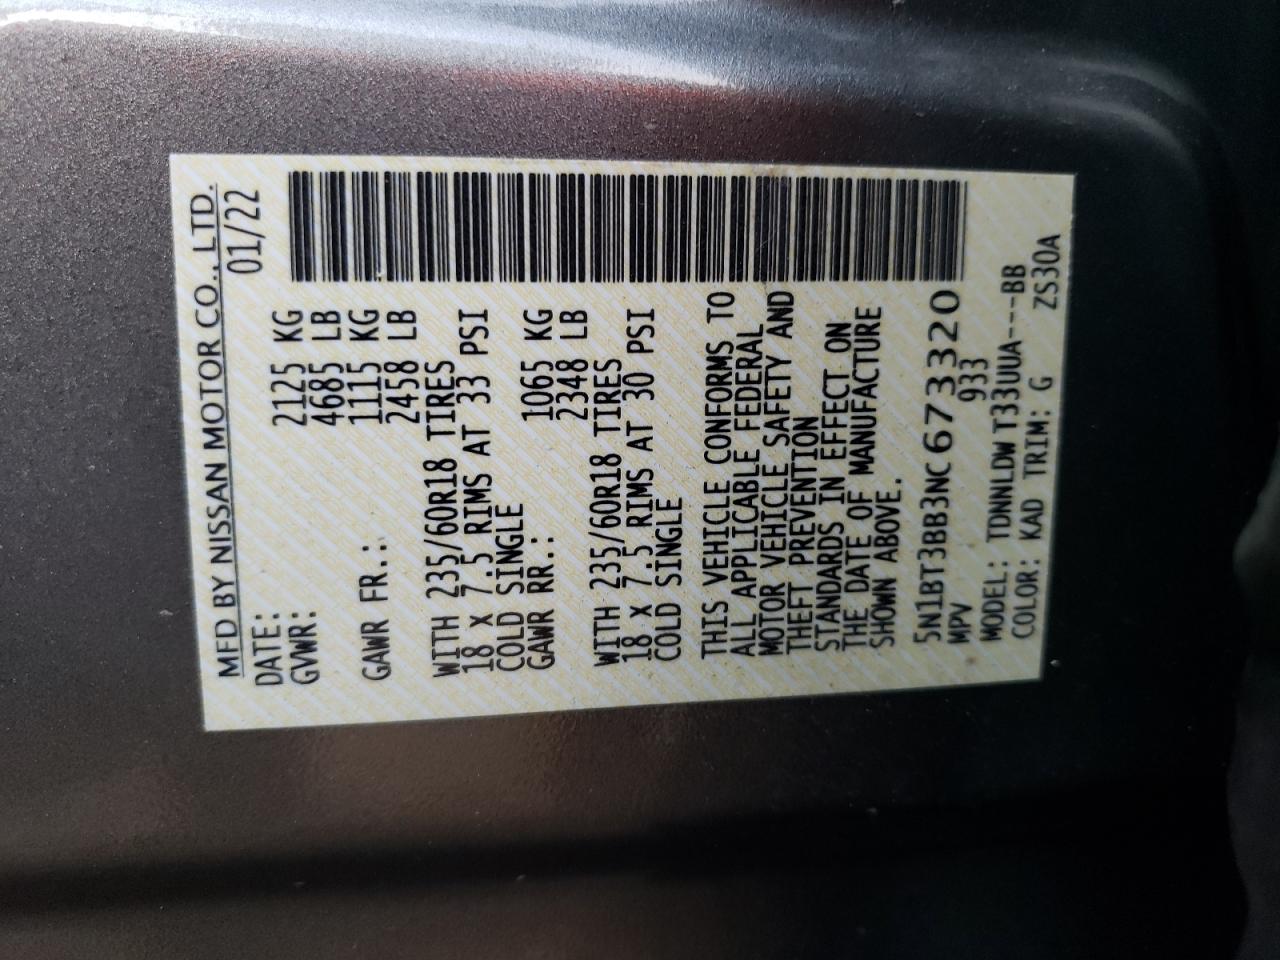 MFD BY NISSAN MOTOR CO., LTD.
DATE: 01/22
GVWR: 2125 KG
4685 LB
GAWR FR.: 1115 KG
2458 LB
WITH 235/60R18 TIRES
18 X 7.5 RIMS AT 33 PSI
COLD SINGLE
GAWR RR.: 1065 KG
2348 LB
WITH 235/60R18 TIRES
18 X 7.5 RIMS AT 30 PSI
COLD SINGLE
THIS VEHICLE CONFORMS TO
ALL APPLICABLE FEDERAL
MOTOR VEHICLE SAFETY AND
THEFT PREVENTION
STANDARDS IN EFFECT ON
THE DATE OF MANUFACTURE
SHOWN ABOVE.
5N1BT3BB3NC673320
MPV 933
MODEL: TDNNLDW T33UUA---BB
COLOR: KAD TRIM: G ZS30A